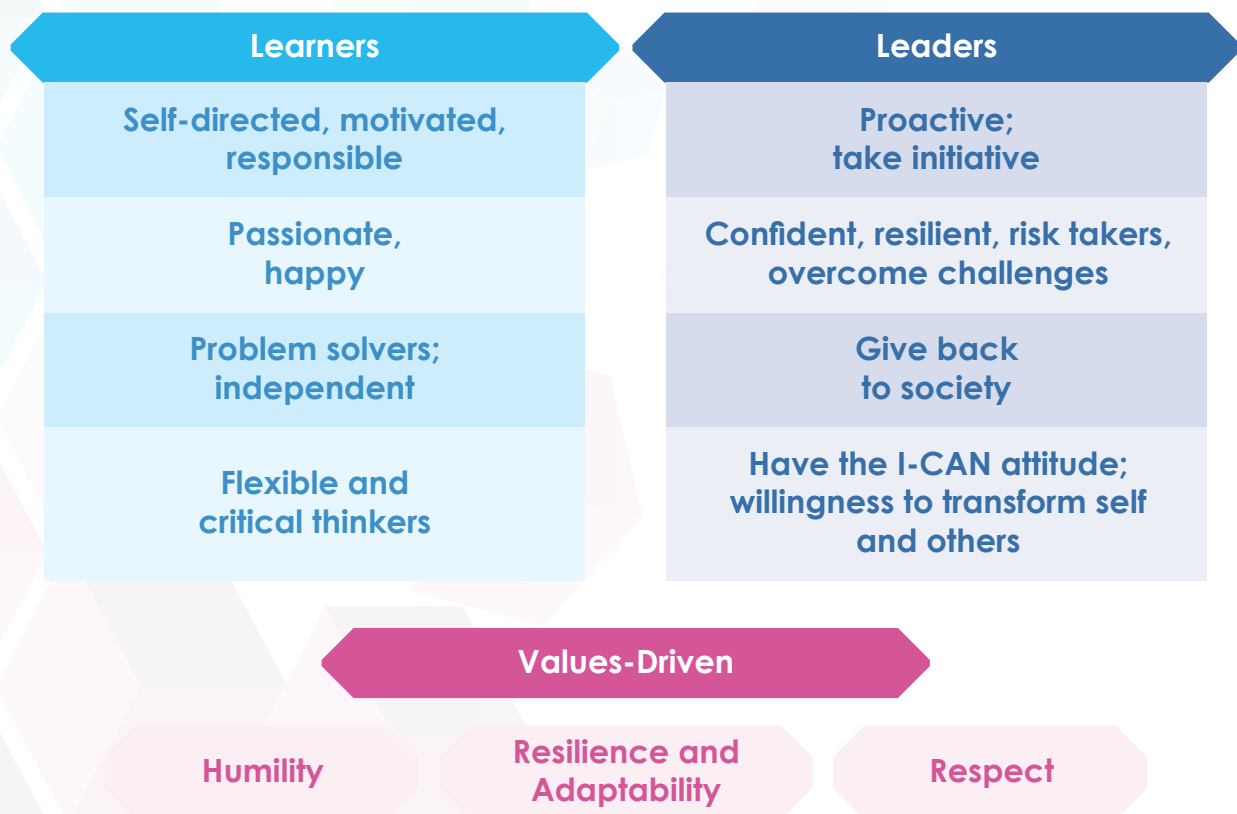 Learners
Self-directed, motivated,
responsible
Passionate,
happy
Problem solvers;
independent
Flexible and
critical thinkers
Leaders
Proactive;
take initiative
Confident, resilient, risk takers,
overcome challenges
Give back
to society
Have the I-CAN attitude;
willingness to transform self
and others
Values-Driven
Humility
Resilience and
Adaptability
Respect